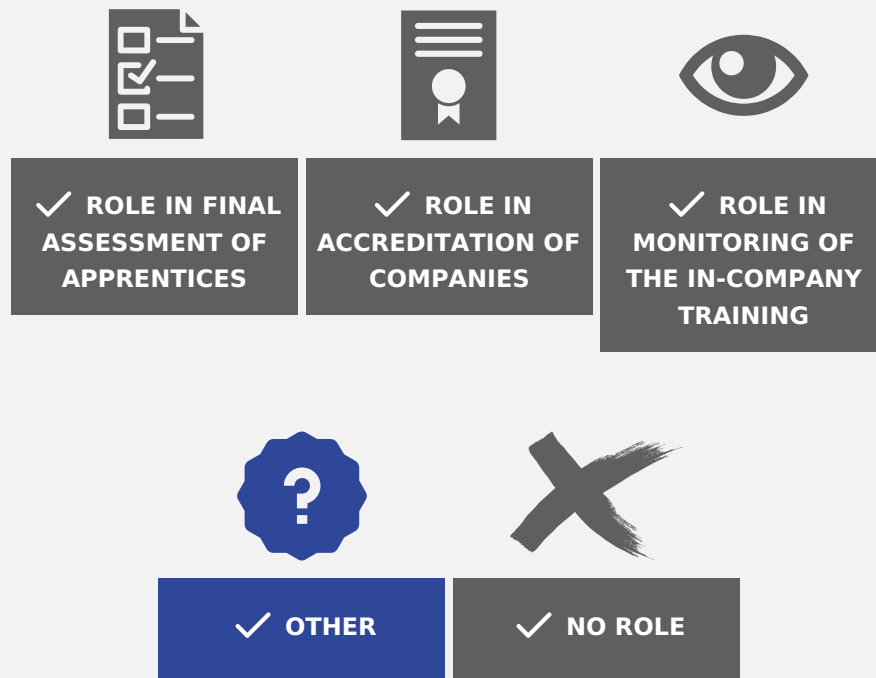 ✓ ROLE IN FINAL
ASSESSMENT OF
APPRENTICES
✓ ROLE IN
ACCREDITATION OF
COMPANIES
✓ ROLE IN
MONITORING OF
THE IN-COMPANY
TRAINING
?
✓ OTHER
✓ NO ROLE